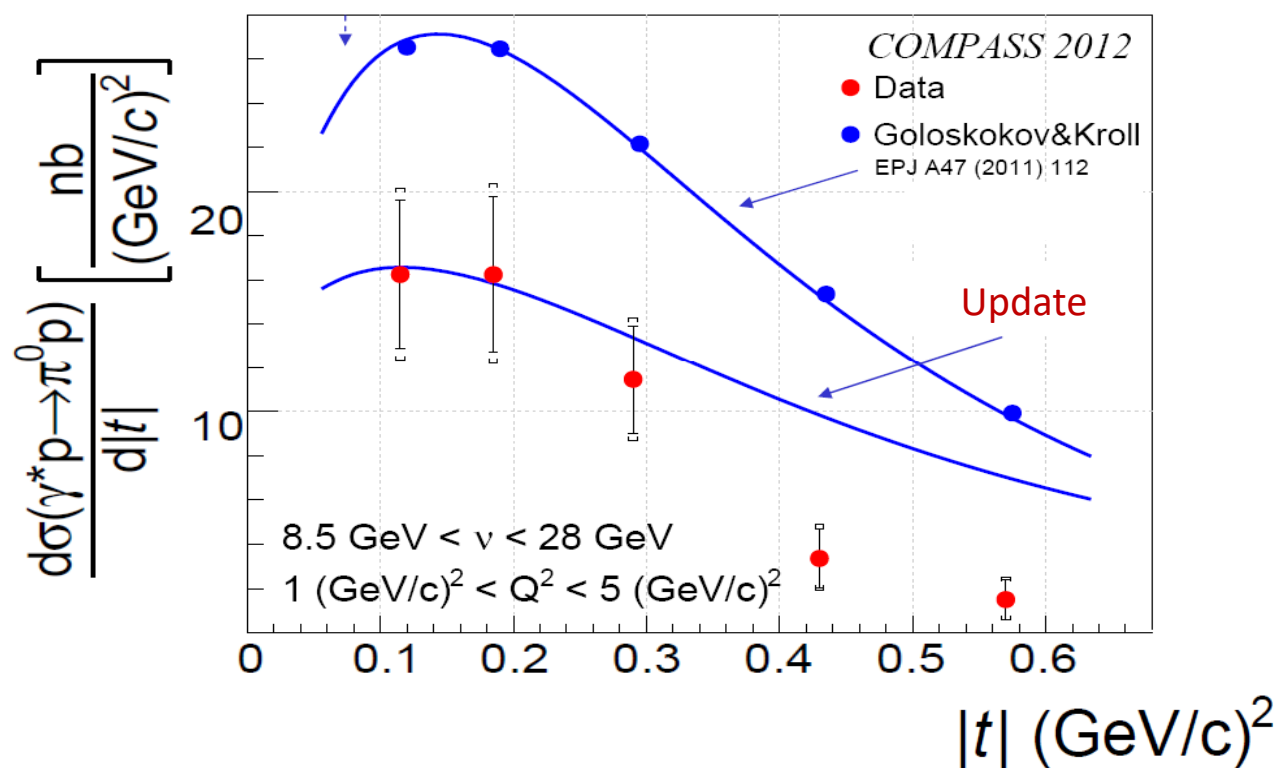 COMPASS 2012
Data
Goloskokov&Kroll
EPJ A47 (2011) 112
Update
dσ(γ*p→π⁰p)
d|t|
[nb
(GeV/c)²]
20
10
8.5 GeV < ν < 28 GeV
1 (GeV/c)² < Q² < 5 (GeV/c)²
0 0.1 0.2 0.3 0.4 0.5 0.6
|t| (GeV/c)²